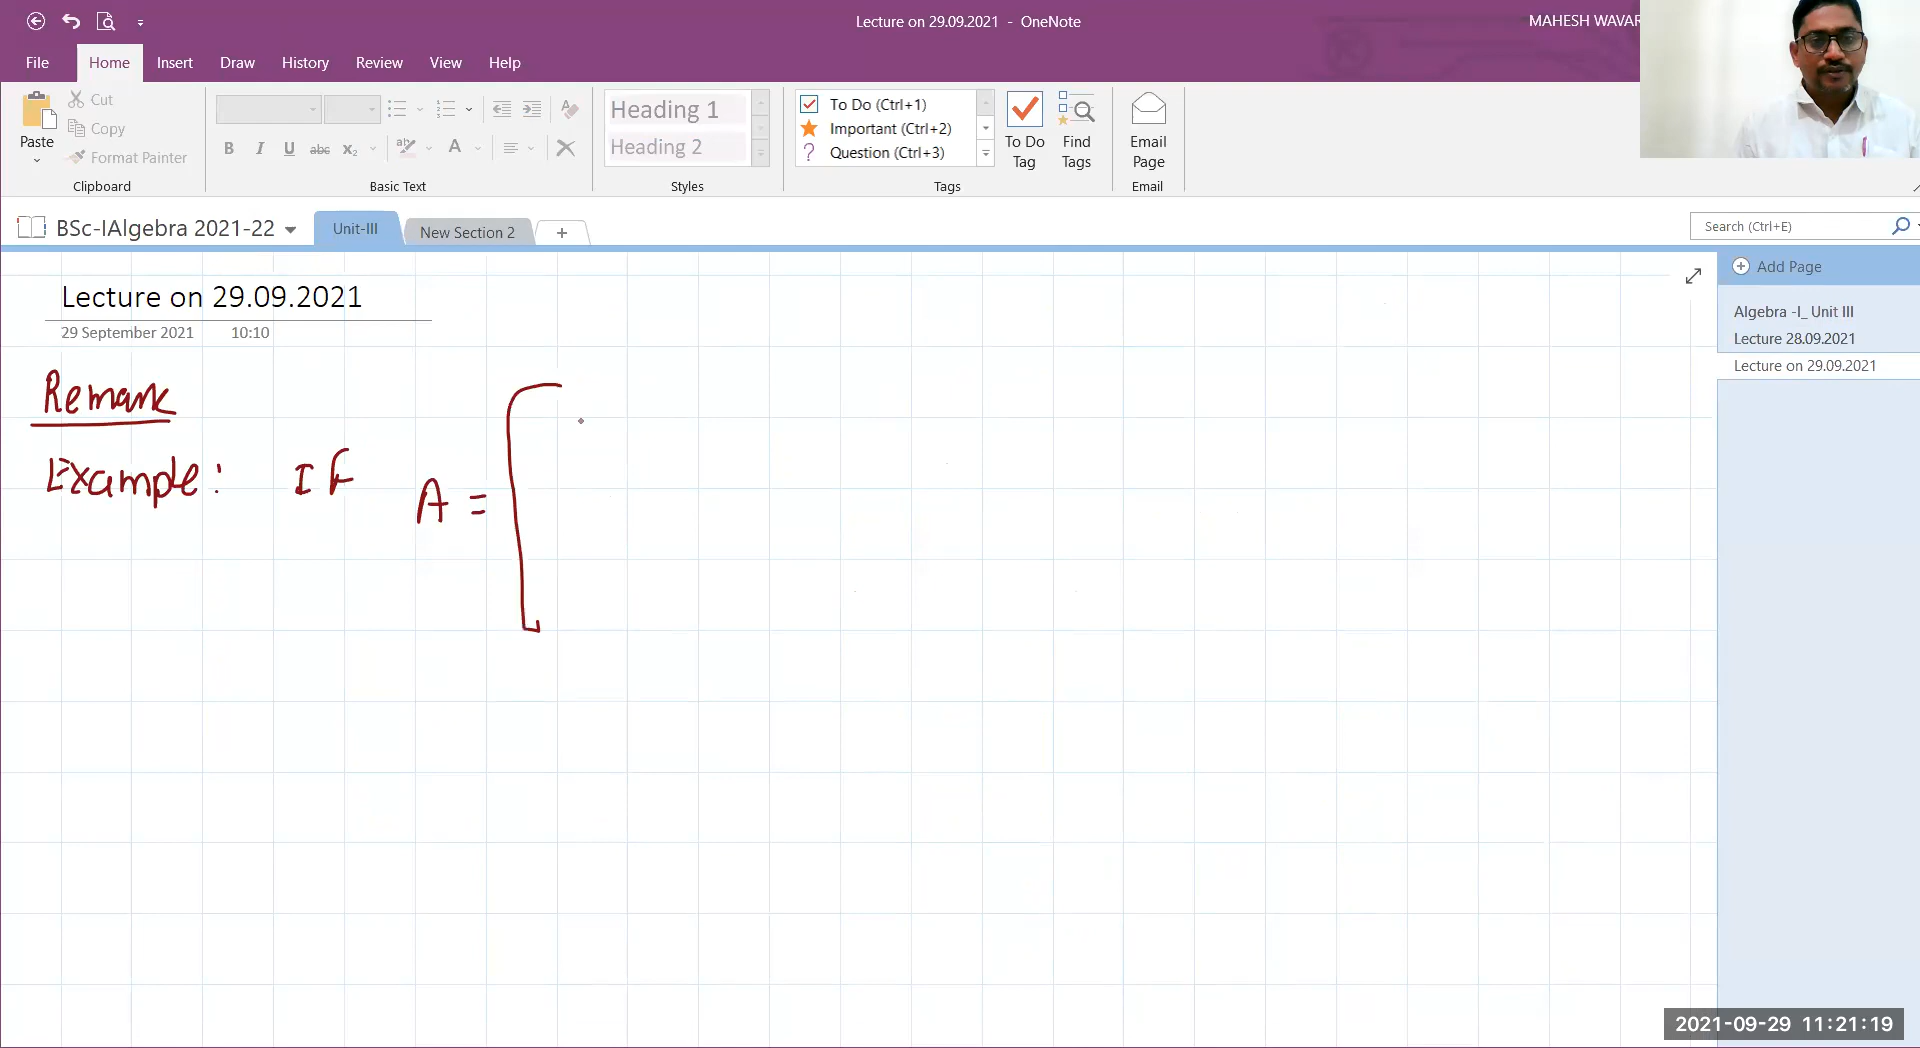 Lecture on 29.09.2021 - OneNote
MAHESH WAVAR
File Home Insert Draw History Review View Help
Paste
Cut
Copy
Format Painter
Clipboard
B I U abc x₂ ab A
Basic Text
Heading 1
Heading 2
Styles
To Do (Ctrl+1)
Important (Ctrl+2)
Question (Ctrl+3)
Tags
To Do Tag
Find Tags
Email Page
Email
BSc-IAlgebra 2021-22
Unit-III
New Section 2
Search (Ctrl+E)
Add Page
Algebra -I_ Unit III
Lecture 28.09.2021
Lecture on 29.09.2021
Lecture on 29.09.2021
29 September 2021 10:10
Remark
Example: If A = [
2021-09-29 11:21:19